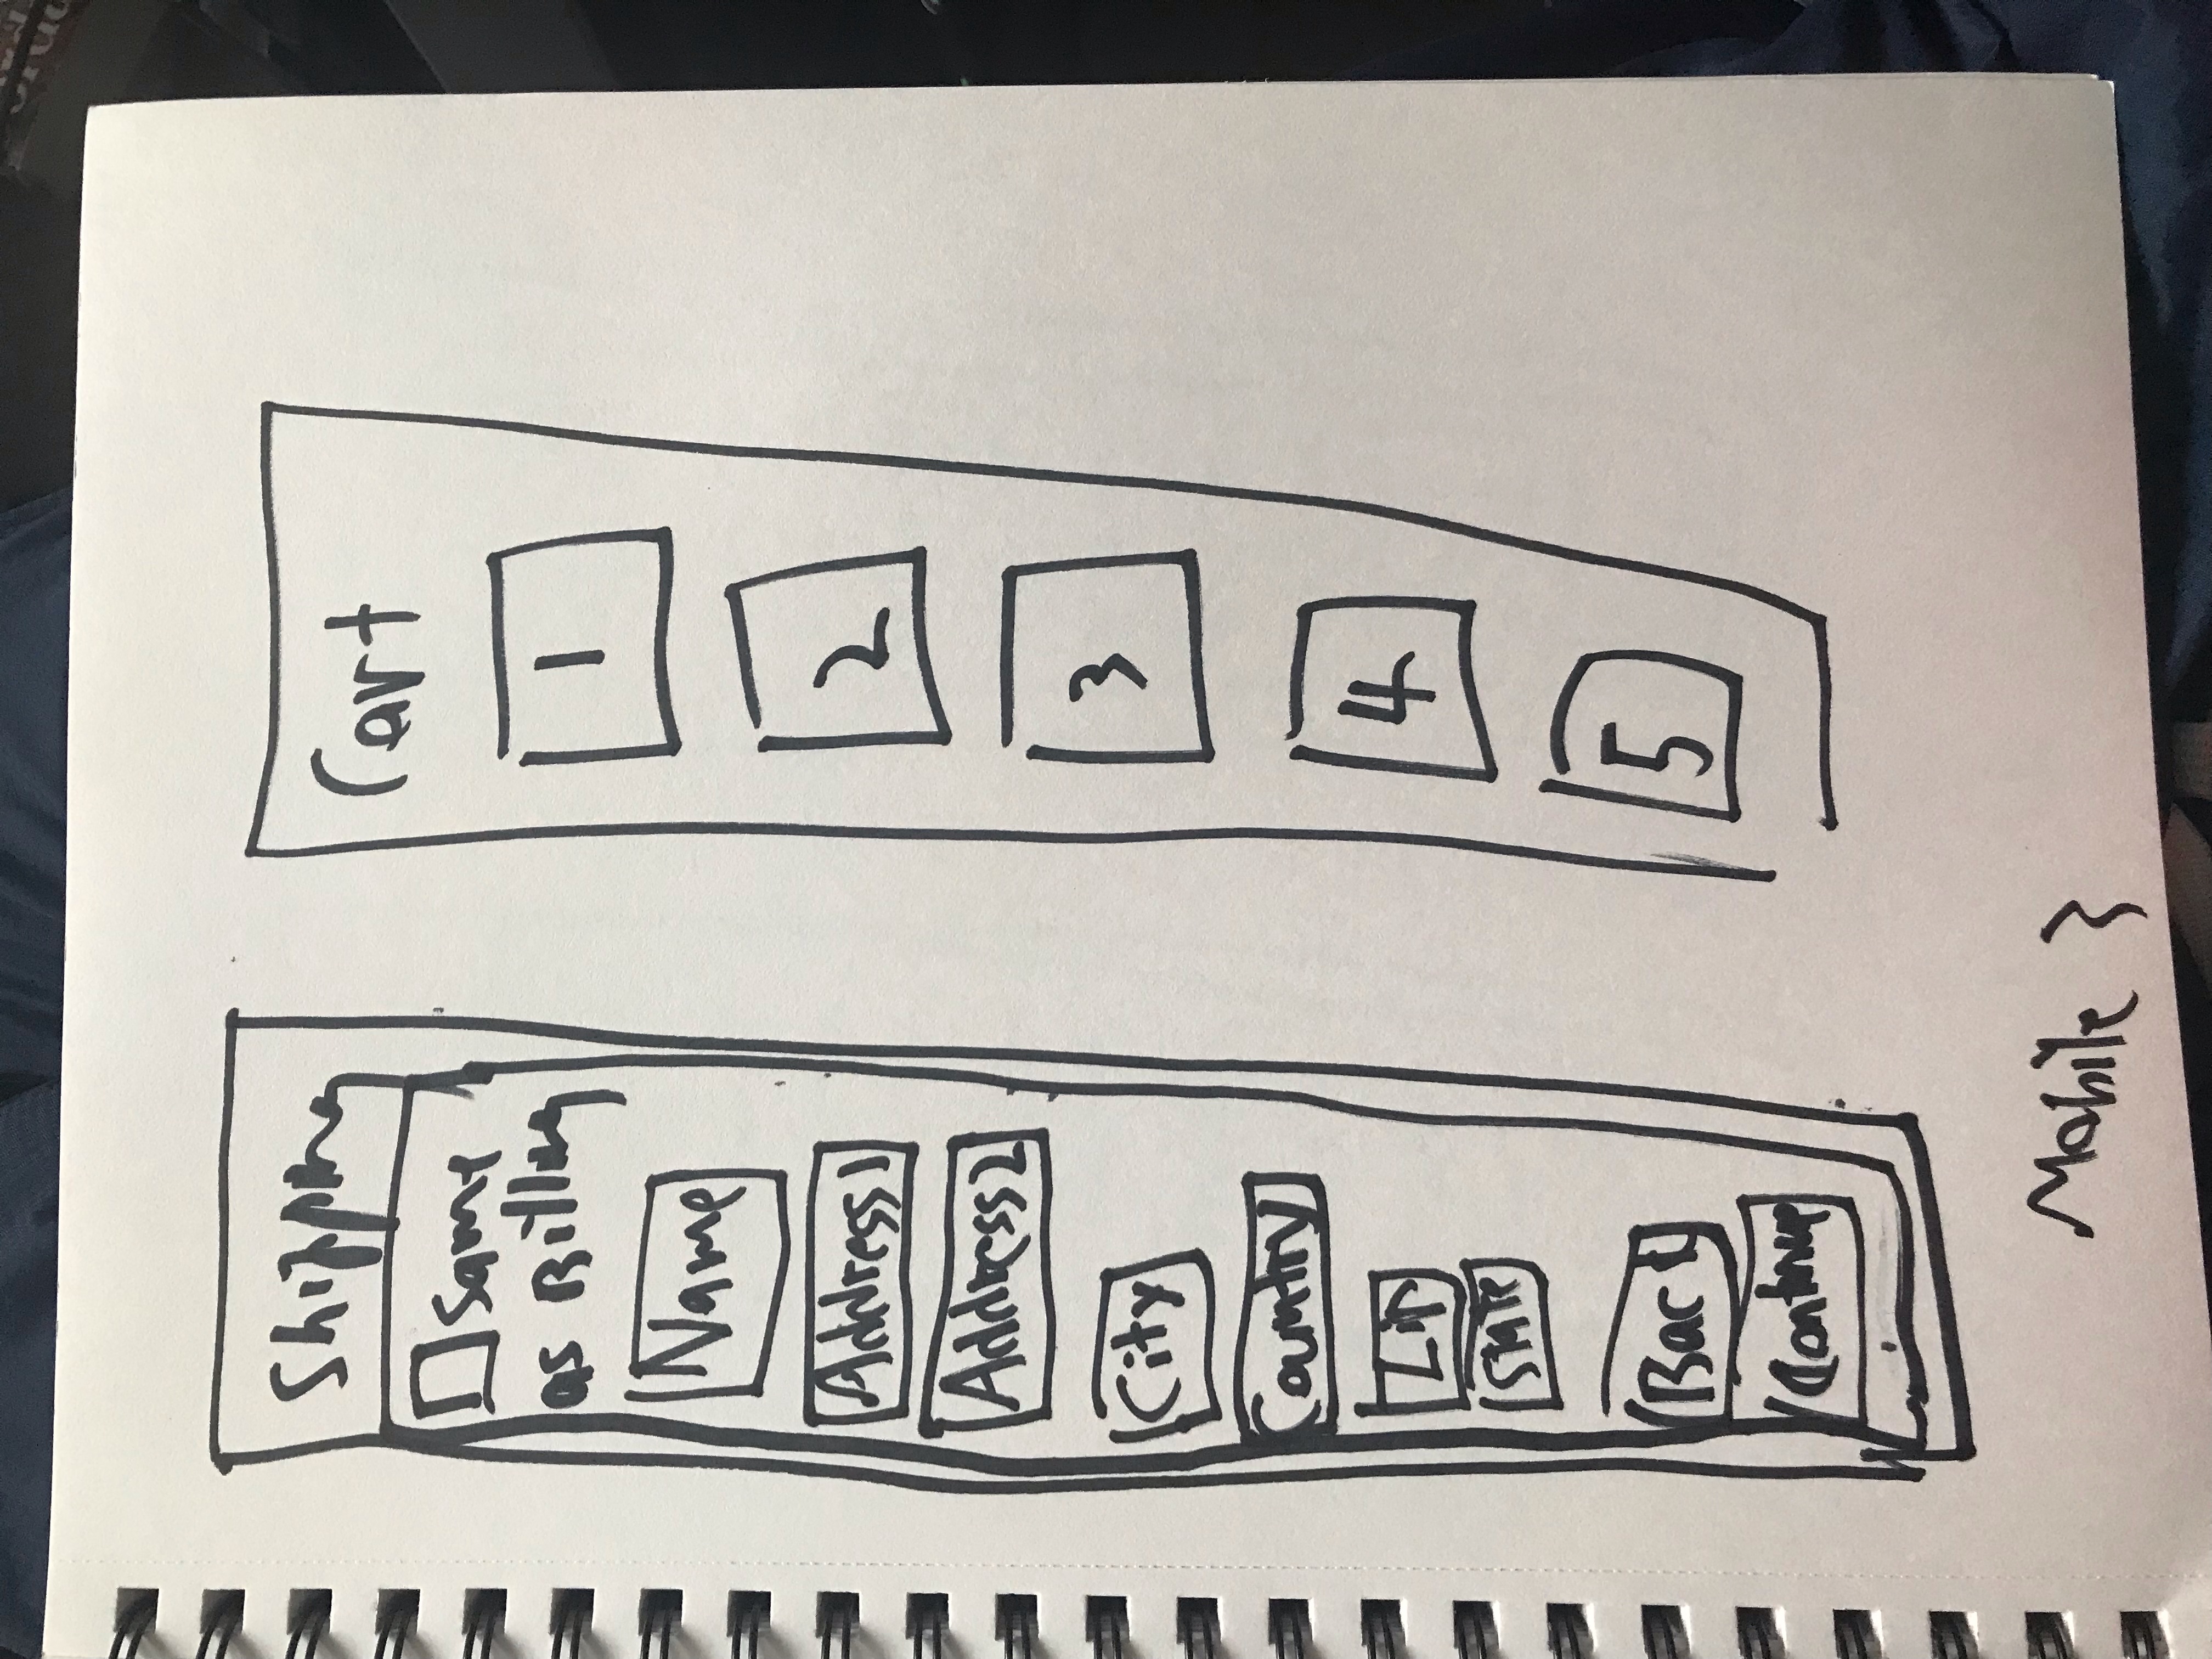 Shipping
Same
as Billing
Name
Address1
Address2
City
Country
Zip
State
Back
Continue
Cart
1
2
3
4
5
Mobile 3